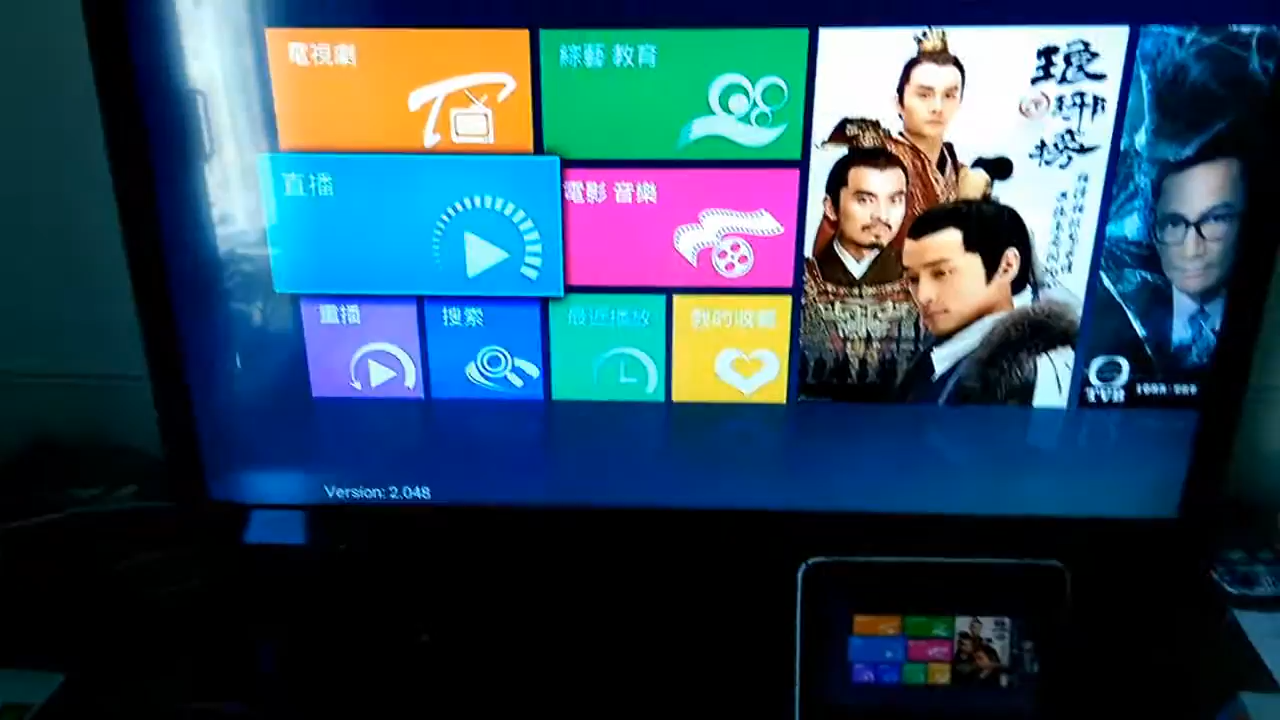 電視劇
綜藝 教育
直播
電影 音樂
重播
搜索
最近播放
我的收藏
琅琊榜
TVB
Version: 2.048